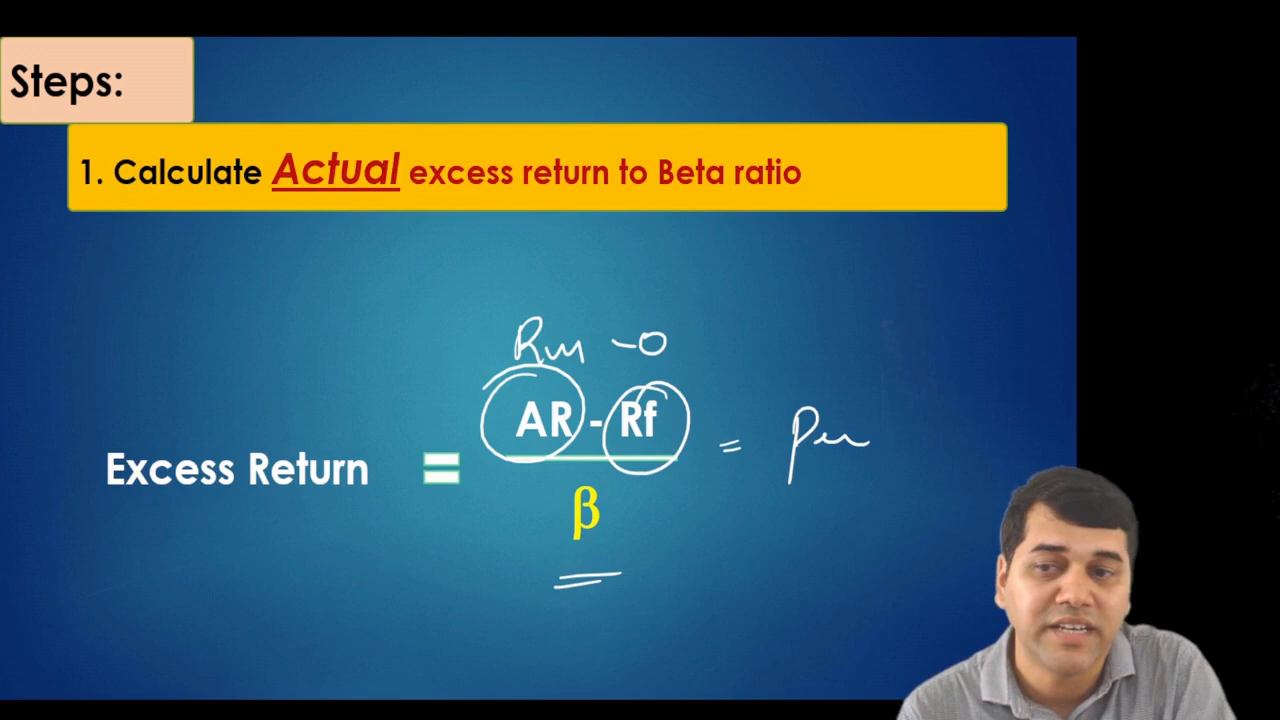 Steps:
1. Calculate Actual excess return to Beta ratio
Rm -0
AR - Rf
Excess Return =
β
=